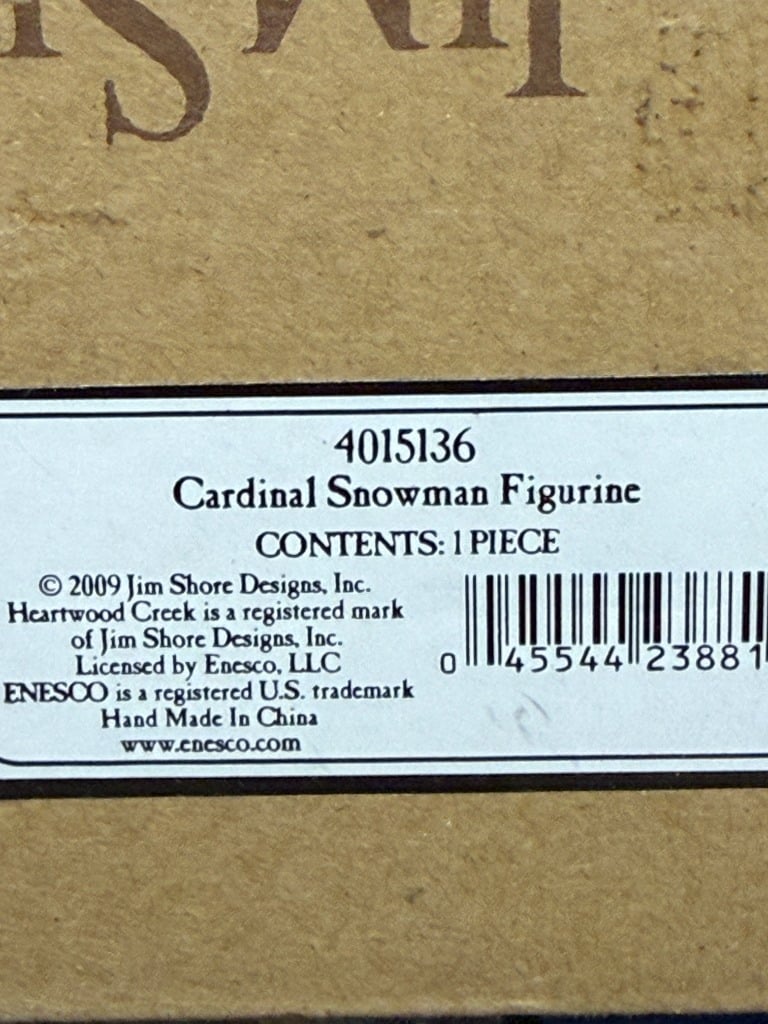 4015136
Cardinal Snowman Figurine
CONTENTS: 1 PIECE
© 2009 Jim Shore Designs, Inc.
Heartwood Creek is a registered mark
of Jim Shore Designs, Inc.
Licensed by Enesco, LLC
ENESCO is a registered U.S. trademark
Hand Made In China
www.enesco.com
0 45544 23881